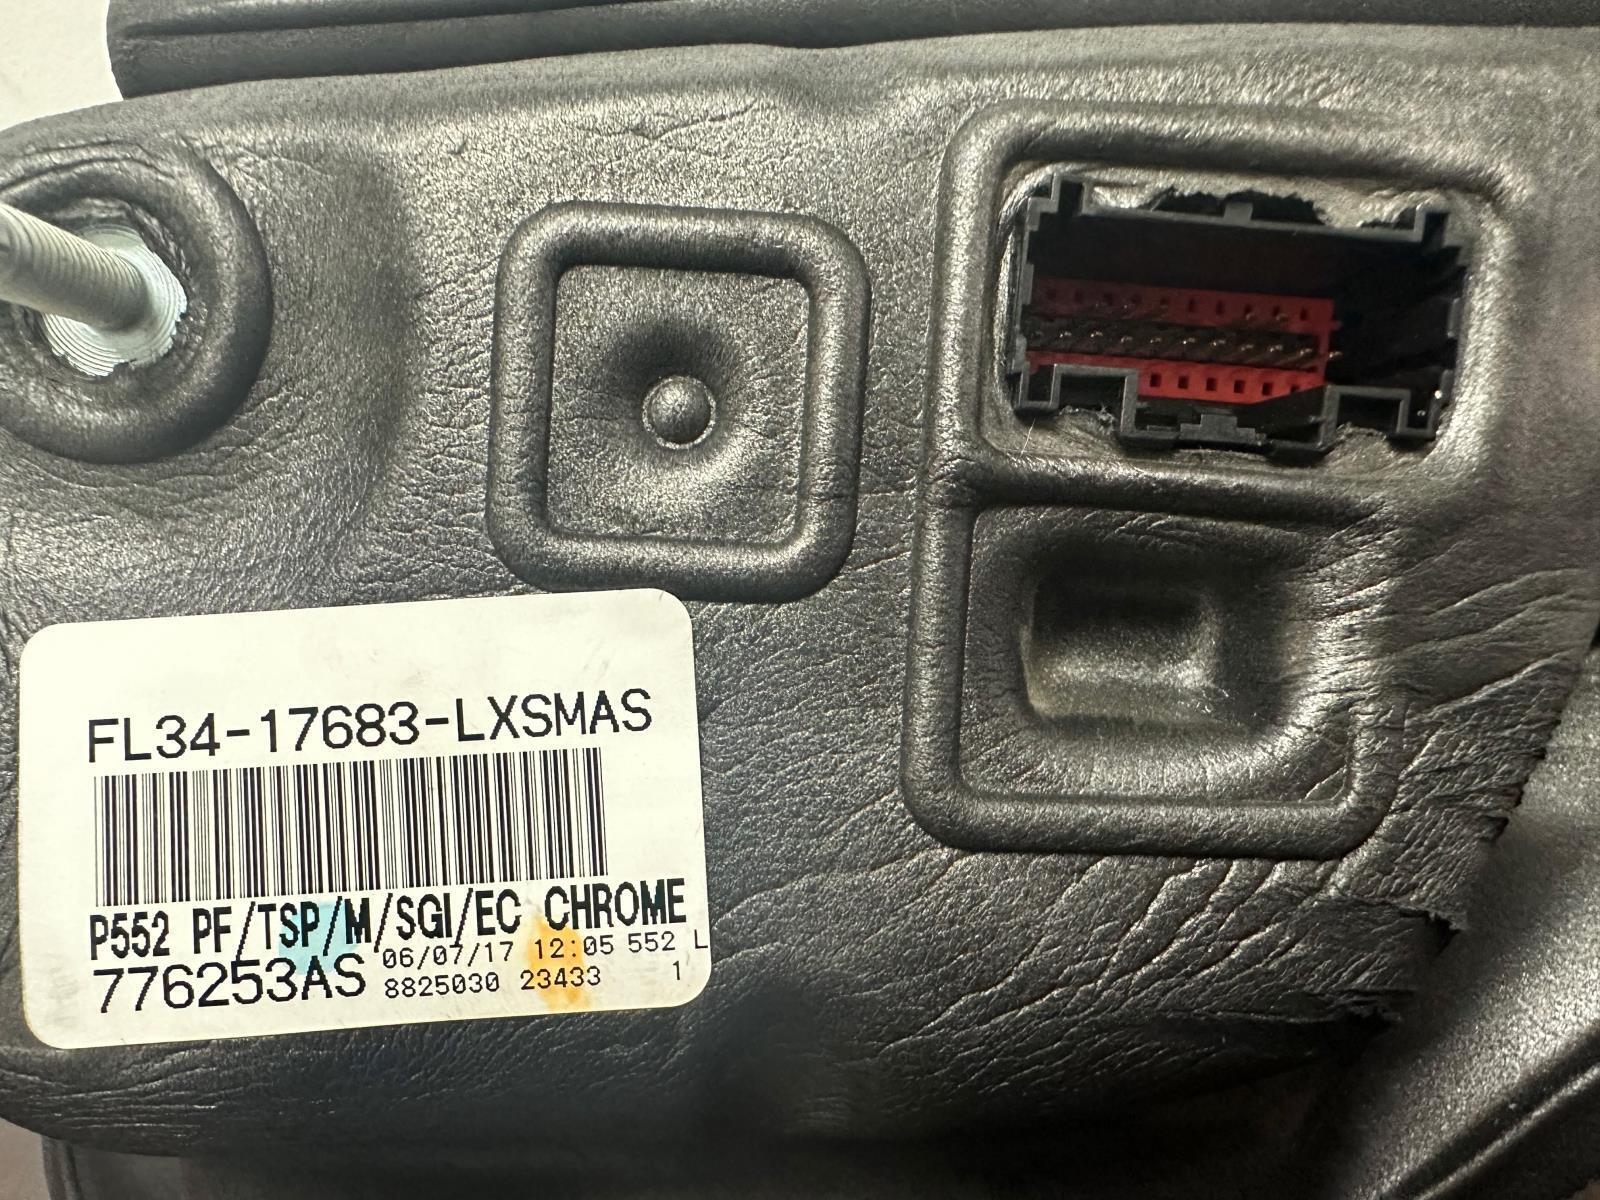 FL34-17683-LXSMAS
P552 PF/TSP/M/SGI/EC CHROME
776253AS 06/07/17 12:05 552 L
8825030 23433 1